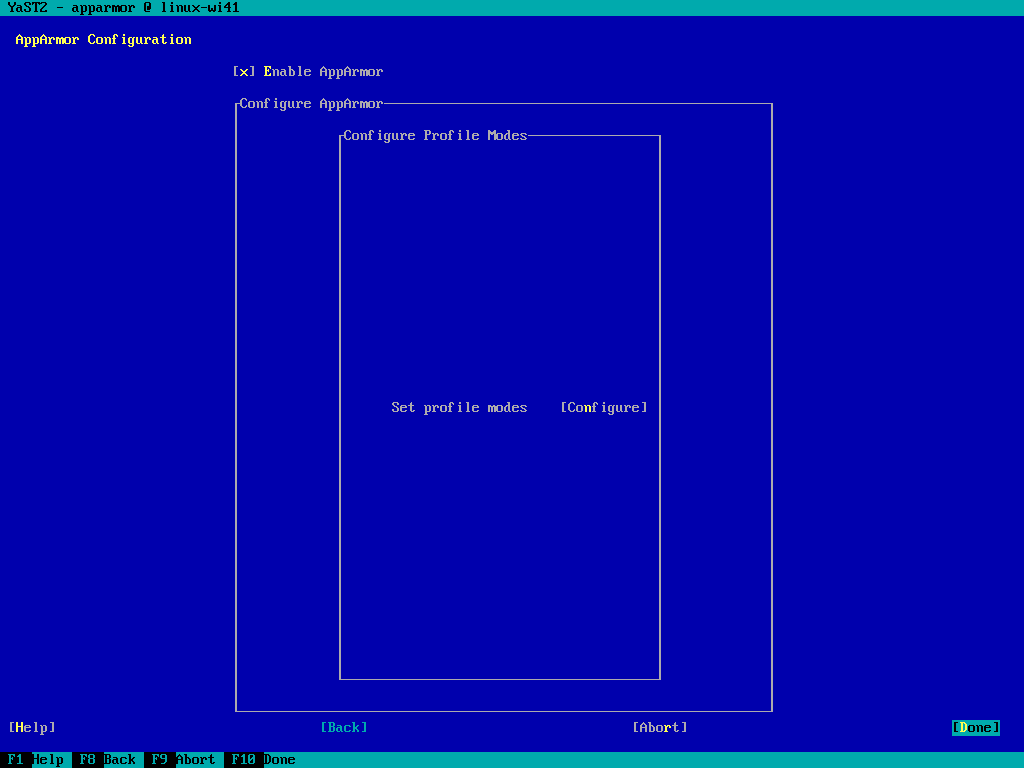 YaST2 - apparmor @ linux-wi41
AppArmor Configuration
[x] Enable AppArmor
Configure AppArmor
Configure Profile Modes
Set profile modes [Configure]
[Help] [Back] [Abort] [Done]
F1 Help F8 Back F9 Abort F10 Done